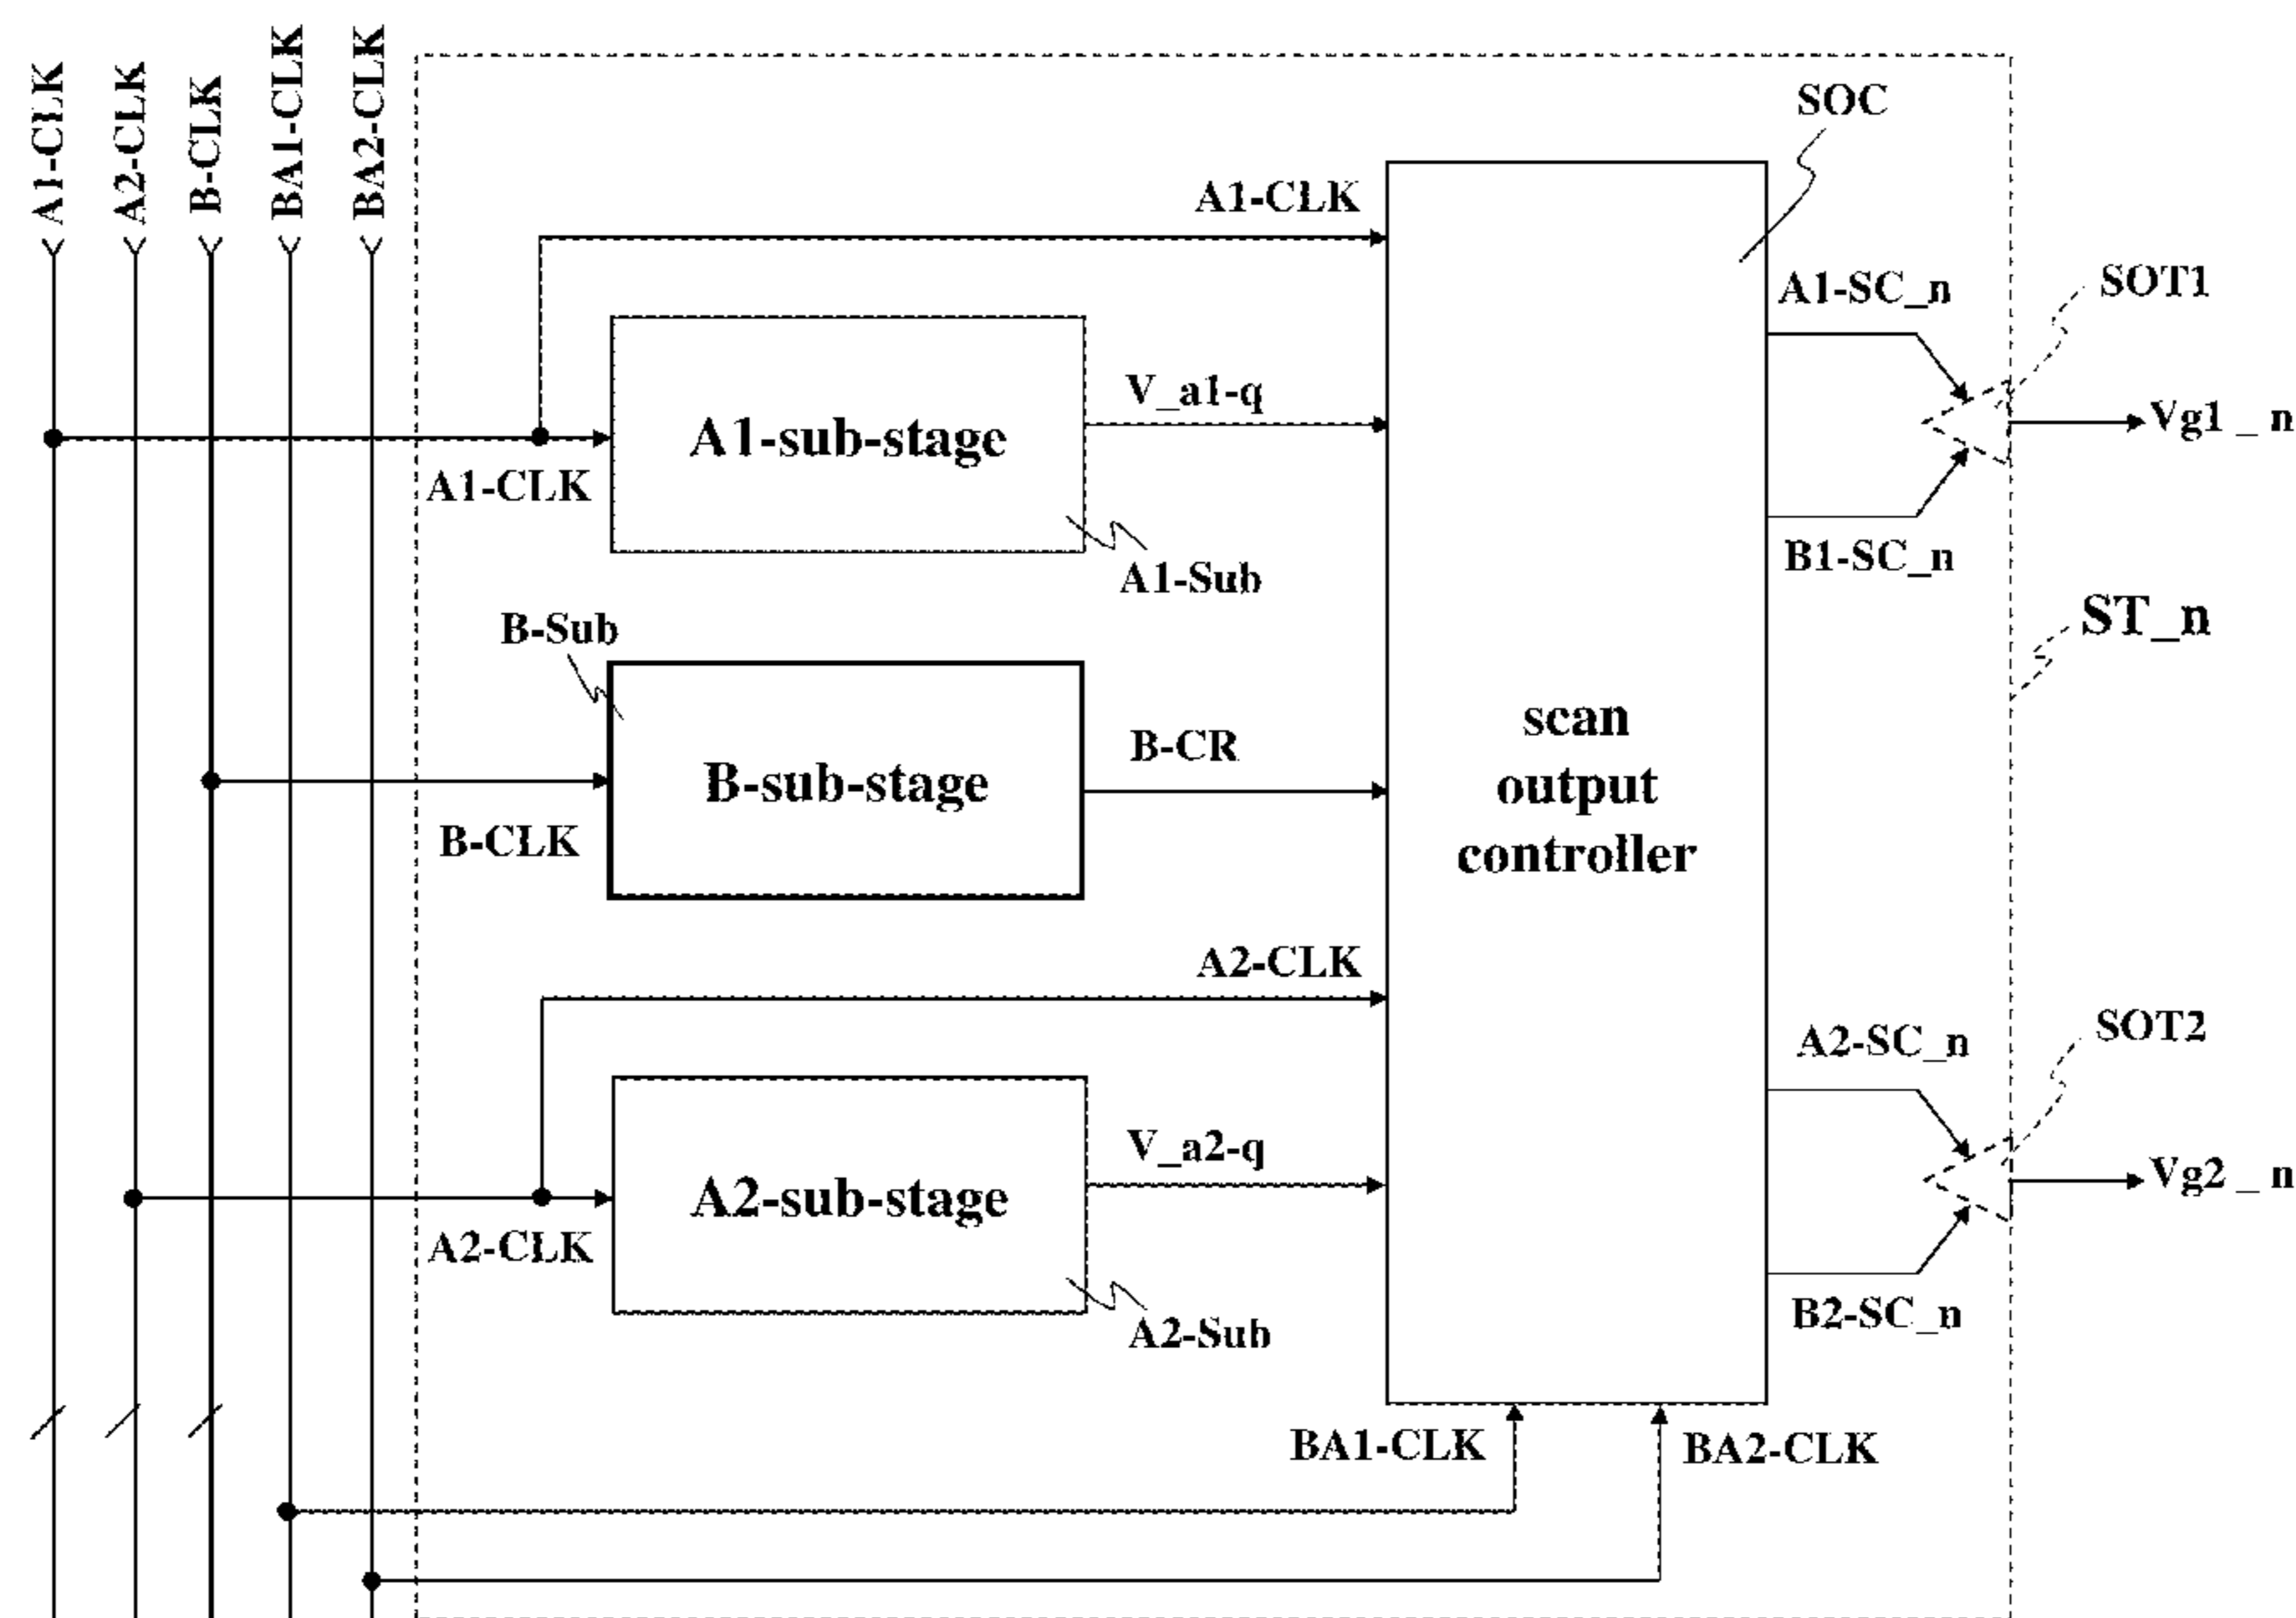 A1-CLK
A2-CLK
B-CLK
BA1-CLK
BA2-CLK
SOC
A1-CLK
A1-SC_n
SOT1
V_a1-q
A1-sub-stage
Vg1 _ n
A1-CLK
B1-SC_n
A1-Sub
B-Sub
ST_n
B-CR
scan
output
controller
B-sub-stage
B-CLK
A2-CLK
A2-SC_n
SOT2
V_a2-q
A2-sub-stage
Vg2 _ n
A2-CLK
B2-SC_n
A2-Sub
BA1-CLK
BA2-CLK